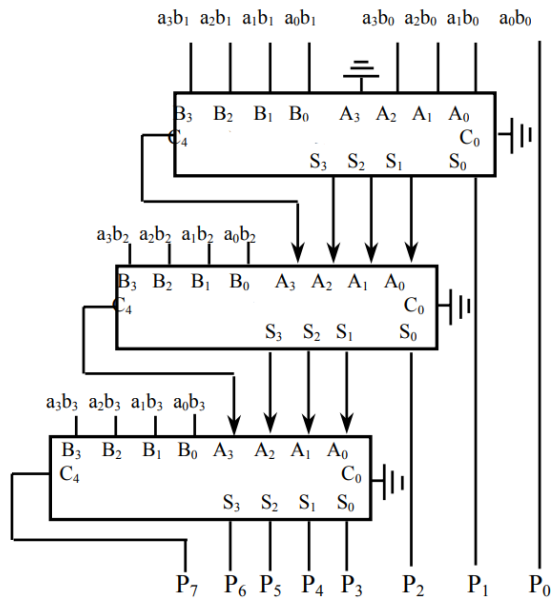 a₃b₁ a₂b₁ a₁b₁ a₀b₁ a₃b₀ a₂b₀ a₁b₀ a₀b₀
B₃ B₂ B₁ B₀ A₃ A₂ A₁ A₀
C₄ C₀
S₃ S₂ S₁ S₀
a₃b₂ a₂b₂ a₁b₂ a₀b₂
B₃ B₂ B₁ B₀ A₃ A₂ A₁ A₀
C₄ C₀
S₃ S₂ S₁ S₀
a₃b₃ a₂b₃ a₁b₃ a₀b₃
B₃ B₂ B₁ B₀ A₃ A₂ A₁ A₀
C₄ C₀
S₃ S₂ S₁ S₀
P₇ P₆ P₅ P₄ P₃ P₂ P₁ P₀